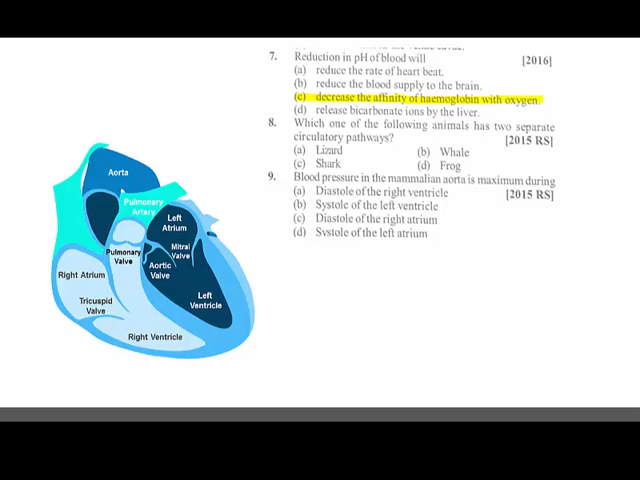 7. Reduction in pH of blood will [2016]
(a) reduce the rate of heart beat.
(b) reduce the blood supply to the brain.
(c) decrease the affinity of haemoglobin with oxygen.
(d) release bicarbonate ions by the liver.
8. Which one of the following animals has two separate
circulatory pathways? [2015 RS]
(a) Lizard (b) Whale
(c) Shark (d) Frog
9. Blood pressure in the mammalian aorta is maximum during
(a) Diastole of the right ventricle [2015 RS]
(b) Systole of the left ventricle
(c) Diastole of the right atrium
(d) Systole of the left atrium
Aorta
Pulmonary
Artery
Left
Atrium
Mitral
Valve
Pulmonary
Valve
Aortic
Valve
Right Atrium
Tricuspid
Valve
Left
Ventricle
Right Ventricle